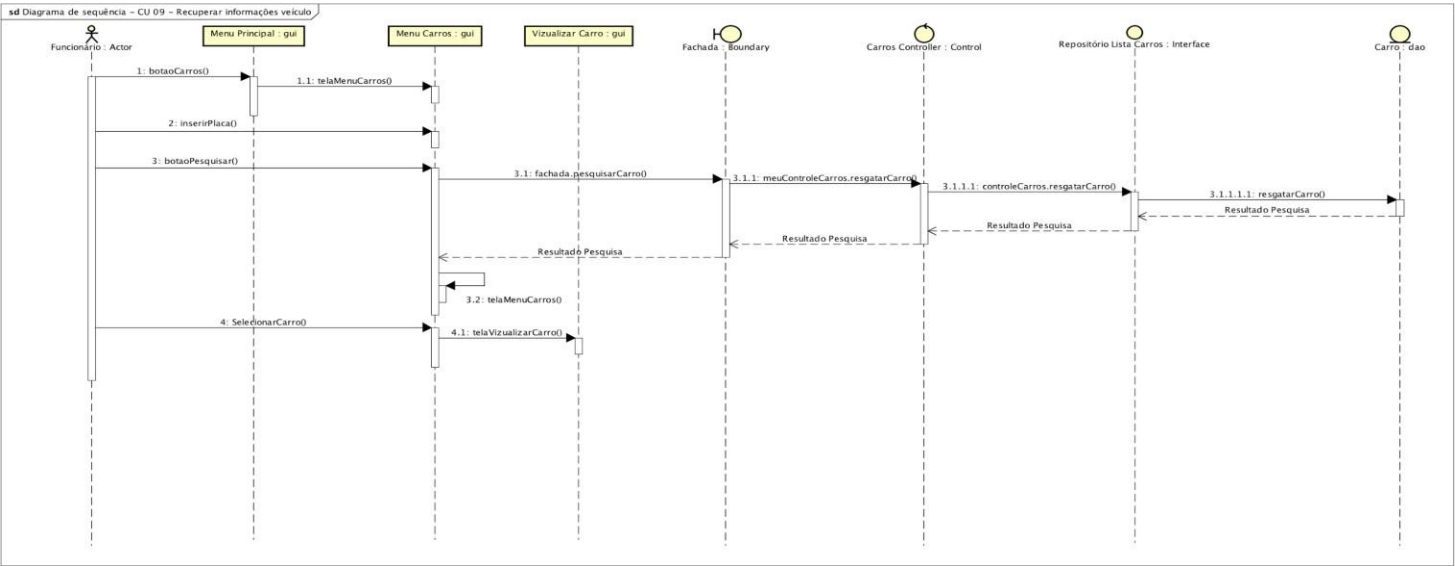 sd Diagrama de sequência - CU 09 - Recuperar informações veículo
Funcionário : Actor
Menu Principal : gui
Menu Carros : gui
Vizualizar Carro : gui
Fachada : Boundary
Carros Controller : Control
Repositório Lista Carros : Interface
Carro : dao
1: botaoCarros()
1.1: telaMenuCarros()
2: inserirPlaca()
3: botaoPesquisar()
3.1: fachada.pesquisarCarro()
3.1.1: meuControleCarros.resgatarCarro()
3.1.1.1: controleCarros.resgatarCarro()
3.1.1.1.1: resgatarCarro()
Resultado Pesquisa
Resultado Pesquisa
Resultado Pesquisa
Resultado Pesquisa
3.2: telaMenuCarros()
4: SelecionarCarro()
4.1: telaVizualizarCarro()